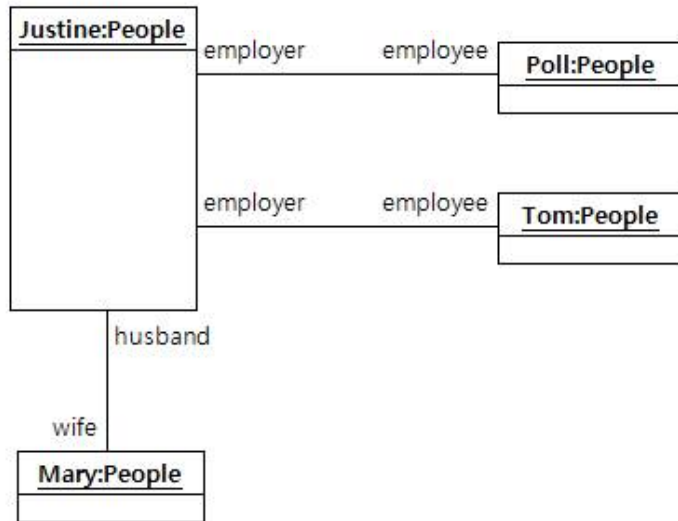 Justine:People
employer employee
Poll:People
employer employee
Tom:People
husband
wife
Mary:People